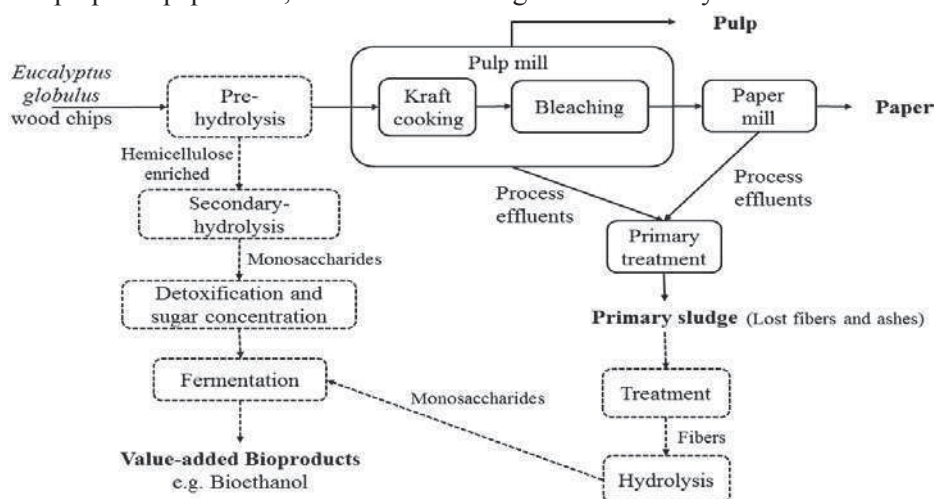 Pulp
Eucalyptus
globulus
wood chips
Pre-
hydrolysis
Pulp mill
Kraft
cooking
Bleaching
Paper
mill
Paper
Hemicellulose
enriched
Process
effluents
Process
effluents
Secondary-
hydrolysis
Primary
treatment
Monosaccharides
Detoxification and
sugar concentration
Primary sludge (Lost fibers and ashes)
Fermentation
Monosaccharides
Treatment
Fibers
Value-added Bioproducts
e.g. Bioethanol
Hydrolysis